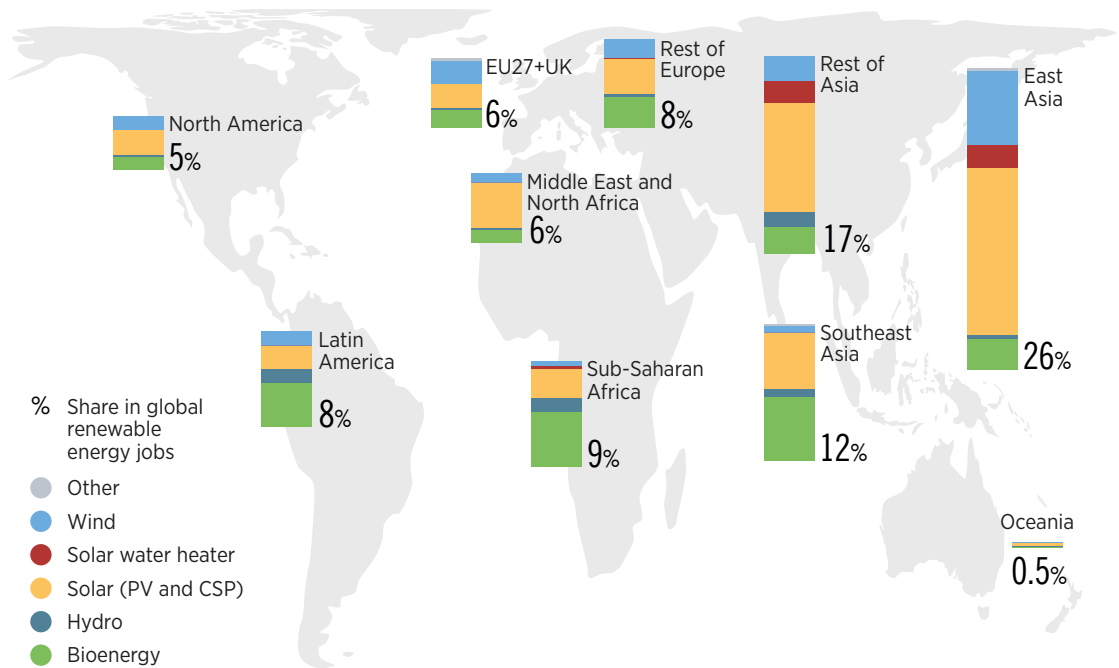 North America
5%
EU27+UK
6%
Rest of
Europe
8%
Rest of
Asia
17%
East
Asia
26%
Middle East and
North Africa
6%
Latin
America
8%
Sub-Saharan
Africa
9%
Southeast
Asia
12%
Oceania
0.5%
% Share in global
renewable
energy jobs
Other
Wind
Solar water heater
Solar (PV and CSP)
Hydro
Bioenergy